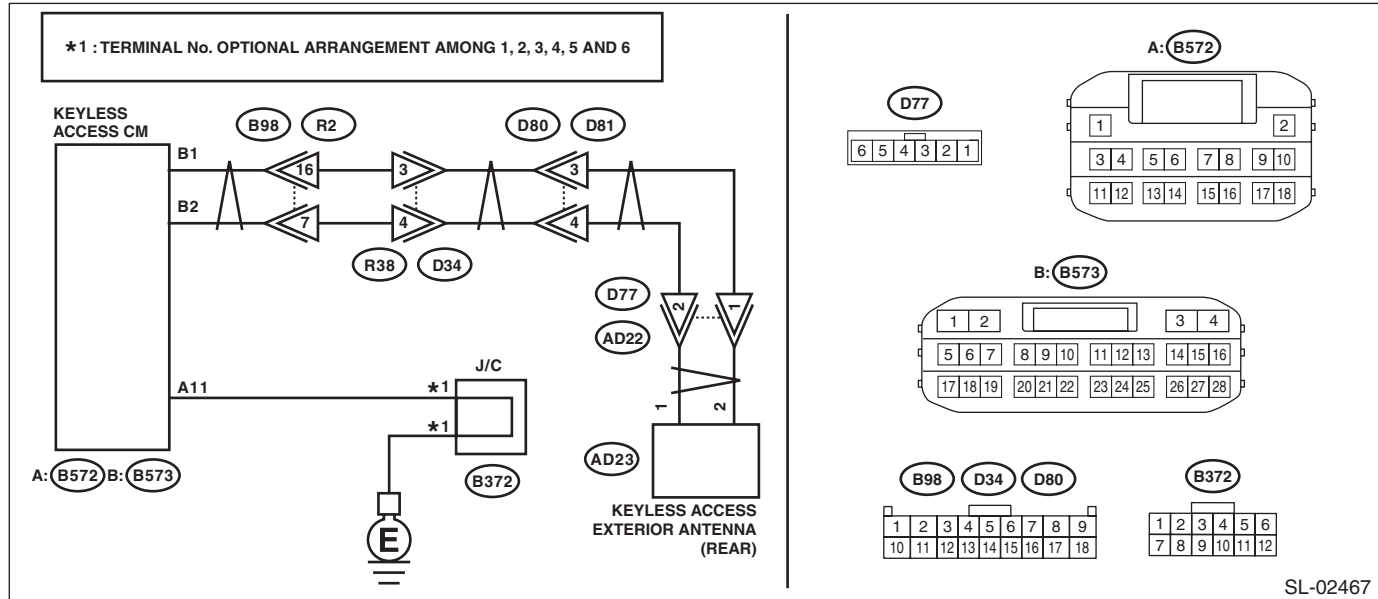 *1 : TERMINAL No. OPTIONAL ARRANGEMENT AMONG 1, 2, 3, 4, 5 AND 6
KEYLESS
ACCESS CM
B98 R2 D80 D81
B1 16 3 3
B2 7 4 4
R38 D34
D77 2 1
AD22
J/C
A11 *1
*1
1 2
B372
AD23
A: B572 B: B573
E
KEYLESS ACCESS
EXTERIOR ANTENNA
(REAR)
D77
6 5 4 3 2 1
A: B572
1 2
3 4 5 6 7 8 9 10
11 12 13 14 15 16 17 18
B: B573
1 2 3 4
5 6 7 8 9 10 11 12 13 14 15 16
17 18 19 20 21 22 23 24 25 26 27 28
B98 D34 D80
1 2 3 4 5 6 7 8 9
10 11 12 13 14 15 16 17 18
B372
1 2 3 4 5 6
7 8 9 10 11 12
SL-02467